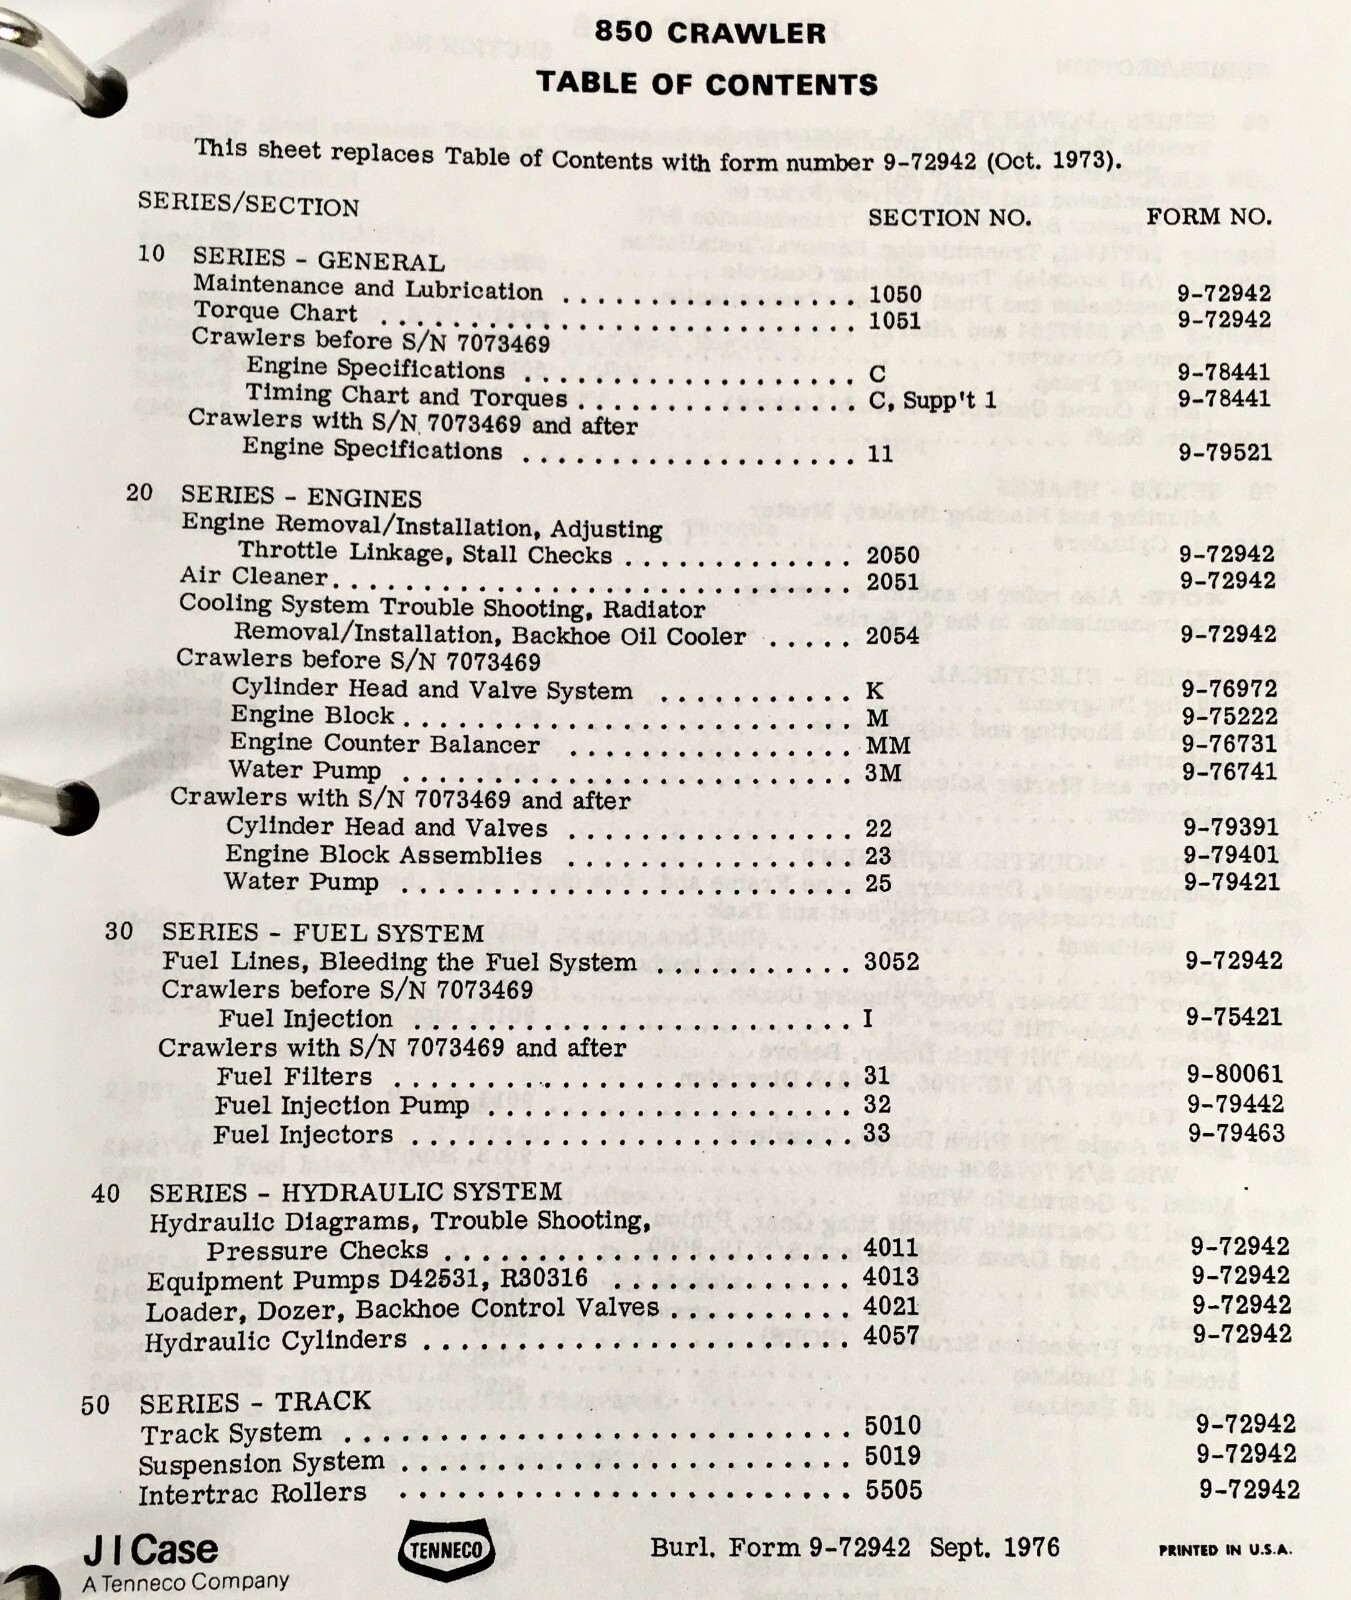 850 CRAWLER
TABLE OF CONTENTS
This sheet replaces Table of Contents with form number 9-72942 (Oct. 1973).
SERIES/SECTION SECTION NO. FORM NO.
10 SERIES - GENERAL
Maintenance and Lubrication ................ 1050 9-72942
Torque Chart .......................... 1051 9-72942
Crawlers before S/N 7073469
Engine Specifications .................. C 9-78441
Timing Chart and Torques ............... C, Supp't 1 9-78441
Crawlers with S/N 7073469 and after
Engine Specifications .................. 11 9-79521
20 SERIES - ENGINES
Engine Removal/Installation, Adjusting
Throttle Linkage, Stall Checks ............. 2050 9-72942
Air Cleaner............................. 2051 9-72942
Cooling System Trouble Shooting, Radiator
Removal/Installation, Backhoe Oil Cooler ..... 2054 9-72942
Crawlers before S/N 7073469
Cylinder Head and Valve System ........... K 9-76972
Engine Block......................... M 9-75222
Engine Counter Balancer ................ MM 9-76731
Water Pump ......................... 3M 9-76741
Crawlers with S/N 7073469 and after
Cylinder Head and Valves ................ 22 9-79391
Engine Block Assemblies ................ 23 9-79401
Water Pump ......................... 25 9-79421
30 SERIES - FUEL SYSTEM
Fuel Lines, Bleeding the Fuel System ........... 3052 9-72942
Crawlers before S/N 7073469
Fuel Injection ........................ I 9-75421
Crawlers with S/N 7073469 and after
Fuel Filters .......................... 31 9-80061
Fuel Injection Pump ..................... 32 9-79442
Fuel Injectors ......................... 33 9-79463
40 SERIES - HYDRAULIC SYSTEM
Hydraulic Diagrams, Trouble Shooting,
Pressure Checks ....................... 4011 9-72942
Equipment Pumps D42531, R30316 ............. 4013 9-72942
Loader, Dozer, Backhoe Control Valves .......... 4021 9-72942
Hydraulic Cylinders ........................ 4057 9-72942
50 SERIES - TRACK
Track System ............................ 5010 9-72942
Suspension System ......................... 5019 9-72942
Intertrac Rollers ......................... 5505 9-72942
J I Case TENNECO Burl. Form 9-72942 Sept. 1976 PRINTED IN U.S.A.
A Tenneco Company